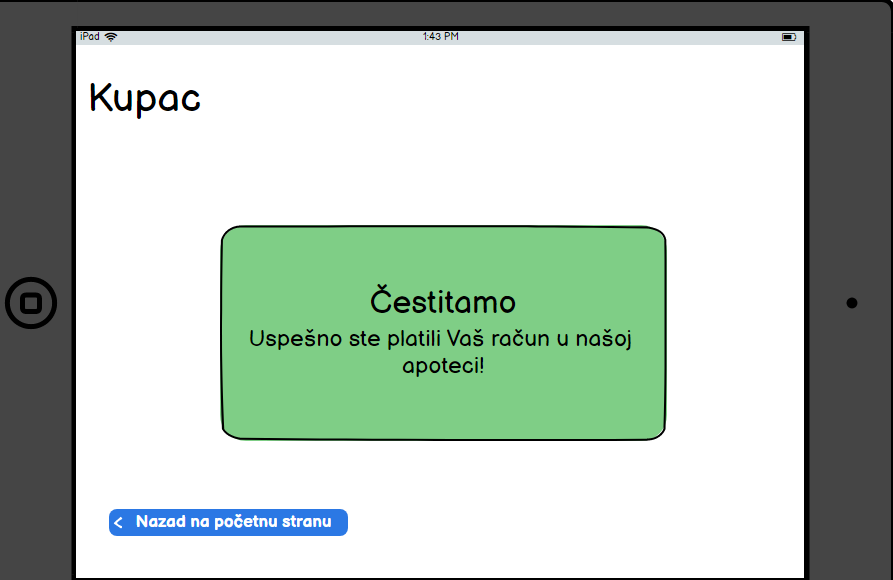 iPad
1:43 PM
Kupac
Čestitamo
Uspešno ste platili Vaš račun u našoj
apoteci!
Nazad na početnu stranu